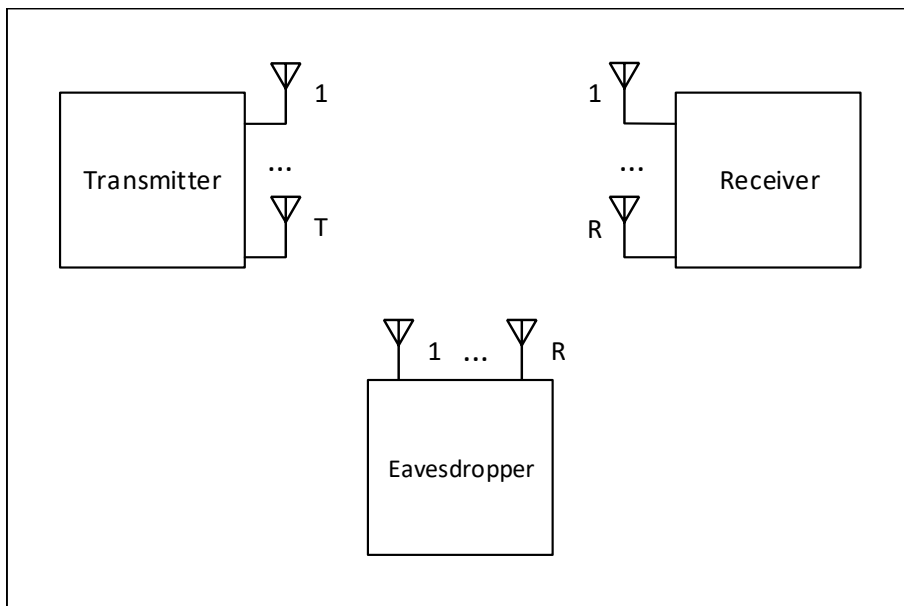 1
1
...
...
Transmitter
Receiver
T
R
1 ... R
Eavesdropper